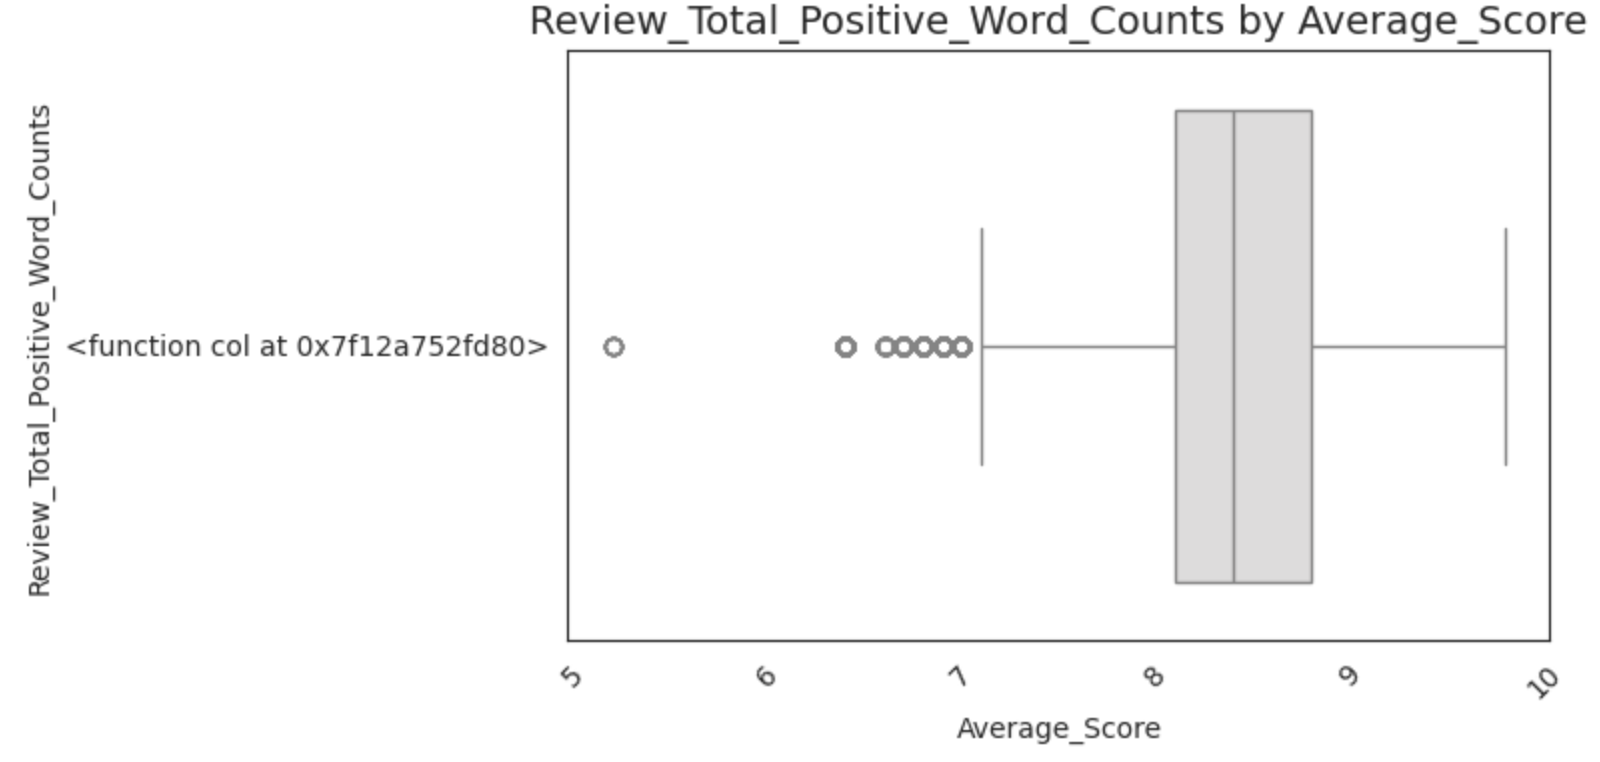 Review_Total_Positive_Word_Counts by Average_Score
Review_Total_Positive_Word_Counts
<function col at 0x7f12a752fd80>
5 6 7 8 9 10
Average_Score